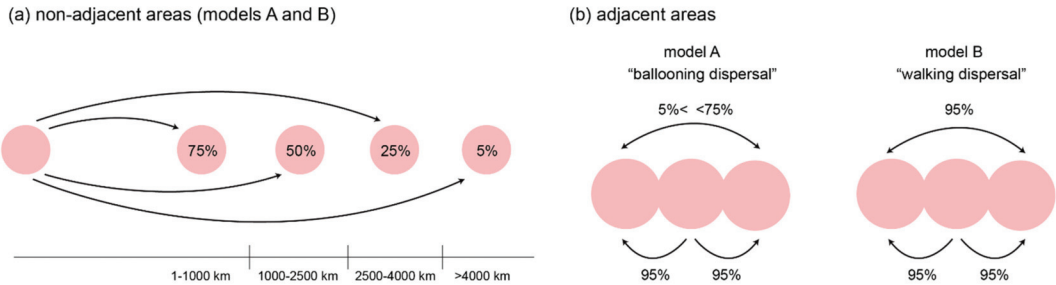 (a) non-adjacent areas (models A and B)
75%
50%
25%
5%
1-1000 km
1000-2500 km
2500-4000 km
>4000 km
(b) adjacent areas
model A
“ballooning dispersal”
5%< <75%
95%
95%
model B
“walking dispersal”
95%
95%
95%